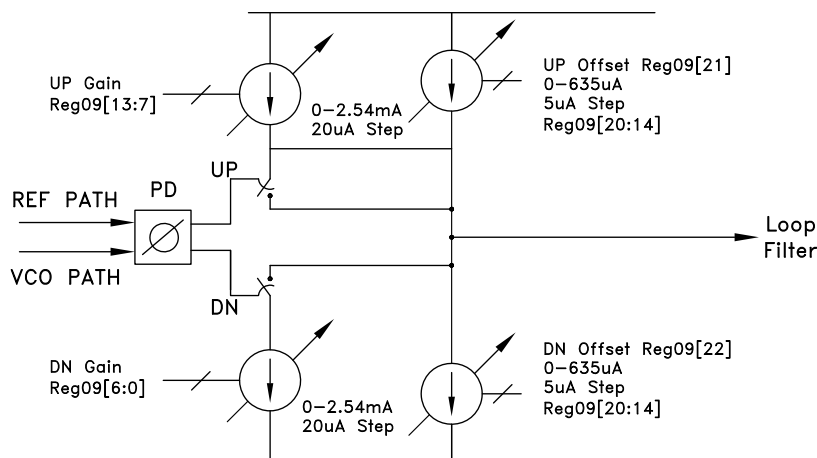 UP Gain
Reg09[13:7]
0-2.54mA
20uA Step
UP Offset Reg09[21]
0-635uA
5uA Step
Reg09[20:14]
UP
PD
REF PATH
VCO PATH
DN
Loop
Filter
DN Gain
Reg09[6:0]
0-2.54mA
20uA Step
DN Offset Reg09[22]
0-635uA
5uA Step
Reg09[20:14]